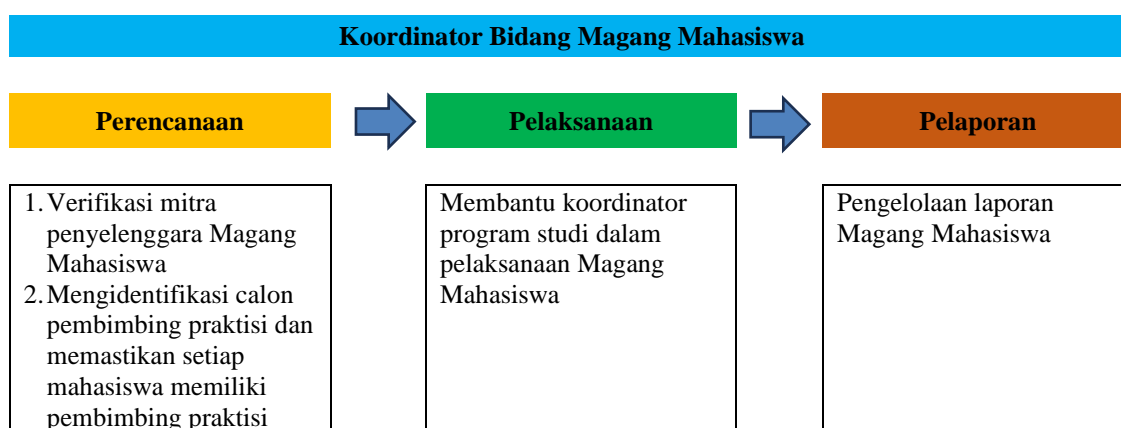 Koordinator Bidang Magang Mahasiswa
Perencanaan
Pelaksanaan
Pelaporan
1. Verifikasi mitra
penyelenggara Magang
Mahasiswa
2. Mengidentifikasi calon
pembimbing praktisi dan
memastikan setiap
mahasiswa memiliki
pembimbing praktisi
Membantu koordinator
program studi dalam
pelaksanaan Magang
Mahasiswa
Pengelolaan laporan
Magang Mahasiswa